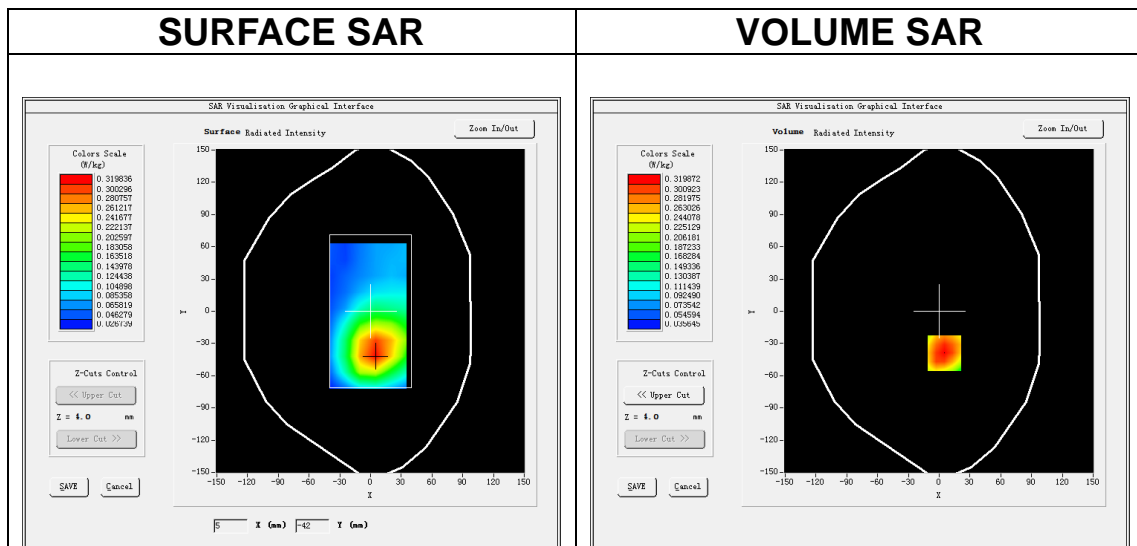 SURFACE SAR
VOLUME SAR
SAR Visualisation Graphical Interface
Surface Radiated Intensity
Zoom In/Out
Colors Scale
(W/kg)
0.319836
0.300296
0.280757
0.261217
0.241677
0.222137
0.202597
0.183058
0.163518
0.143978
0.124438
0.104898
0.085358
0.065819
0.046279
0.026739
150
120
90
60
30
0
-30
-60
-90
-120
-150
Y
-150 -120 -90 -60 -30 0 30 60 90 120 150
X
Z-Cuts Control
<< Upper Cut
Z = 4.0 mm
Lower Cut >>
SAVE
Cancel
5 X (mm) -42 Y (mm)
SAR Visualisation Graphical Interface
Volume Radiated Intensity
Zoom In/Out
Colors Scale
(W/kg)
0.319872
0.300923
0.281975
0.263026
0.244078
0.225129
0.206181
0.187233
0.168284
0.149336
0.130387
0.111439
0.092490
0.073542
0.054594
0.035645
150
120
90
60
30
0
-30
-60
-90
-120
-150
Y
-150 -120 -90 -60 -30 0 30 60 90 120 150
X
Z-Cuts Control
<< Upper Cut
Z = 4.0 mm
Lower Cut >>
SAVE
Cancel